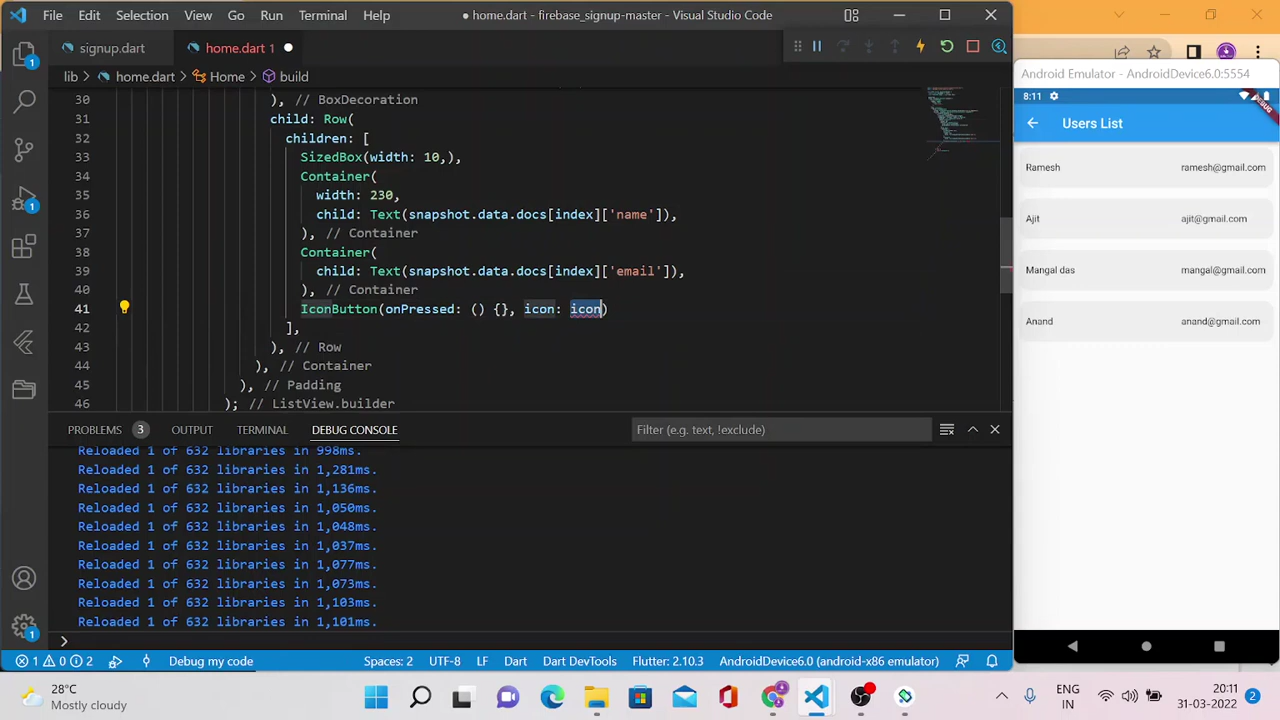 File Edit Selection View Go Run Terminal Help
● home.dart - firebase_signup-master - Visual Studio Code
signup.dart
home.dart 1 ●
lib > home.dart > Home > build
30 ), // BoxDecoration
31 child: Row(
32 children: [
33 SizedBox(width: 10,),
34 Container(
35 width: 230,
36 child: Text(snapshot.data.docs[index]['name']),
37 ), // Container
38 Container(
39 child: Text(snapshot.data.docs[index]['email']),
40 ), // Container
41 IconButton(onPressed: () {}, icon: icon)
42 ],
43 ), // Row
44 ), // Container
45 ), // Padding
46 ); // ListView.builder
PROBLEMS 3 OUTPUT TERMINAL DEBUG CONSOLE
Filter (e.g. text, !exclude)
Reloaded 1 of 632 libraries in 998ms.
Reloaded 1 of 632 libraries in 1,281ms.
Reloaded 1 of 632 libraries in 1,136ms.
Reloaded 1 of 632 libraries in 1,050ms.
Reloaded 1 of 632 libraries in 1,048ms.
Reloaded 1 of 632 libraries in 1,037ms.
Reloaded 1 of 632 libraries in 1,077ms.
Reloaded 1 of 632 libraries in 1,073ms.
Reloaded 1 of 632 libraries in 1,103ms.
Reloaded 1 of 632 libraries in 1,101ms.
>
1 1 1
1 0 2 Debug my code
Spaces: 2 UTF-8 LF Dart Dart DevTools Flutter: 2.10.3 AndroidDevice6.0 (android-x86 emulator)
Android Emulator - AndroidDevice6.0:5554
8:11
DEBUG
Users List
Ramesh ramesh@gmail.com
Ajit ajit@gmail.com
Mangal das mangal@gmail.com
Anand anand@gmail.com
28°C
Mostly cloudy
ENG
IN
20:11
31-03-2022
2